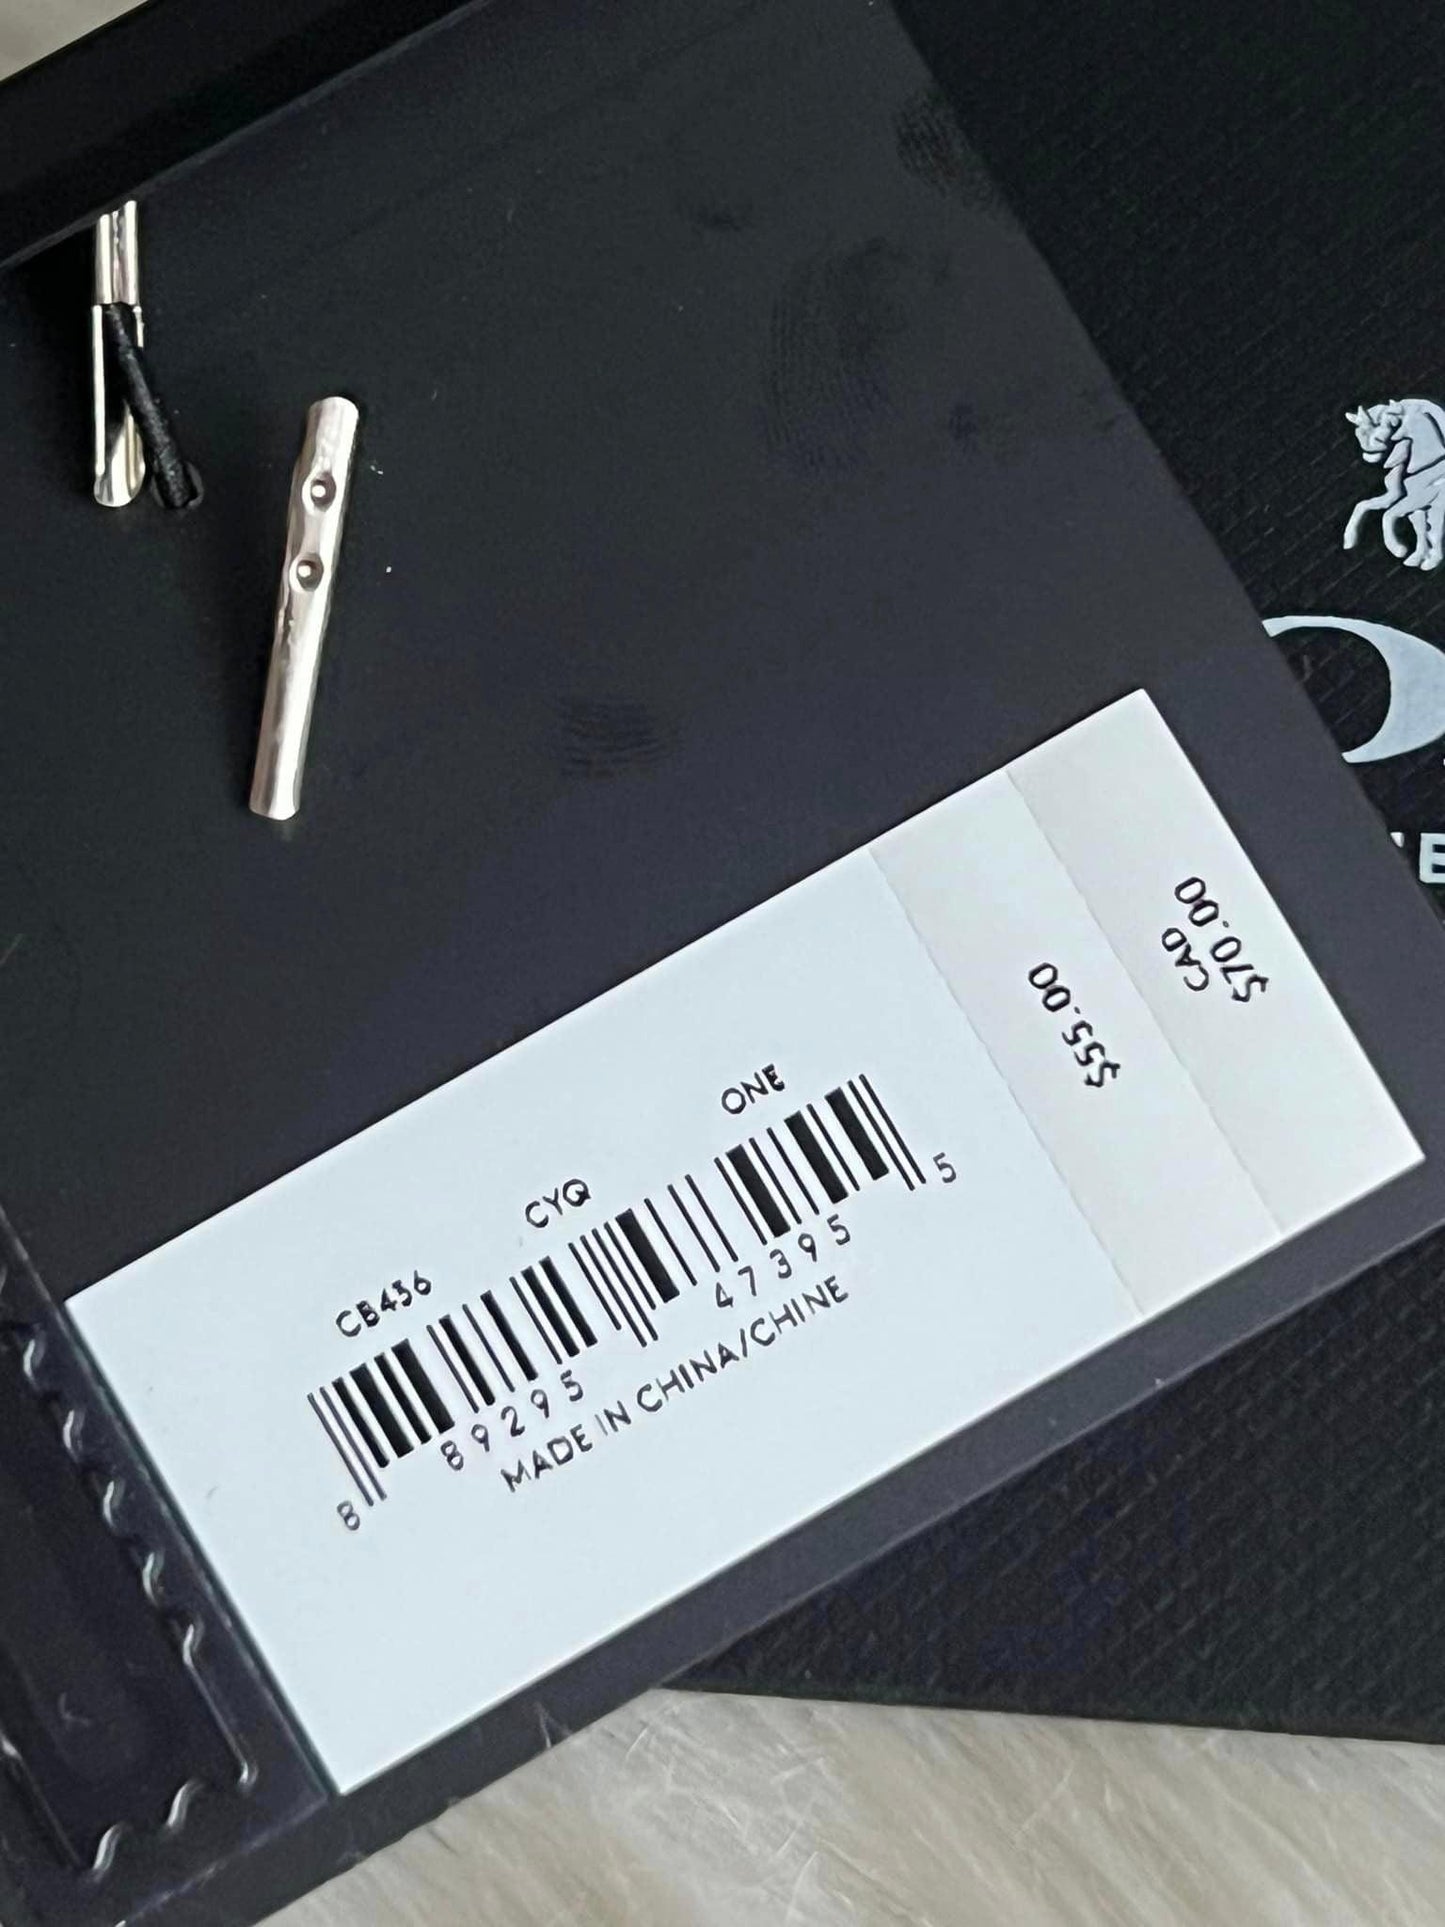 CB436 CYQ ONE
8 89295 47395 5
MADE IN CHINA/CHINE
$55.00
CAD
$70.00